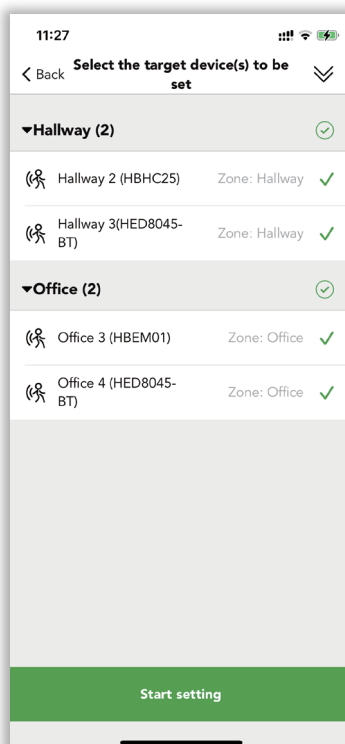 11:27
Back
Select the target device(s) to be
set
Hallway (2)
Hallway 2 (HBHC25) Zone: Hallway
Hallway 3(HED8045-
BT) Zone: Hallway
Office (2)
Office 3 (HBEM01) Zone: Office
Office 4 (HED8045-
BT) Zone: Office
Start setting